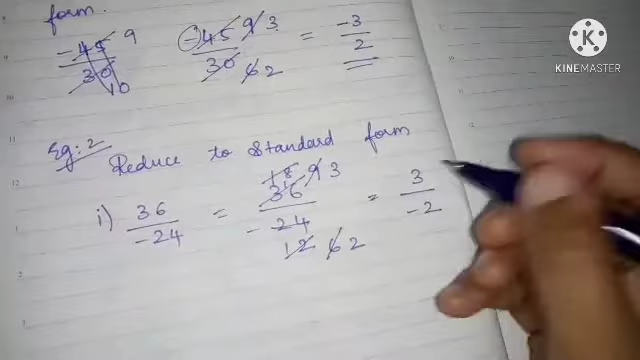 form.
-45/30 9 10 -45/30 9 3 6 2 = -3/2
KINEMASTER
Eg:2
Reduce to Standard form
i) 36/-24 = 36/-24 18 9 3 12 6 2 = 3/-2